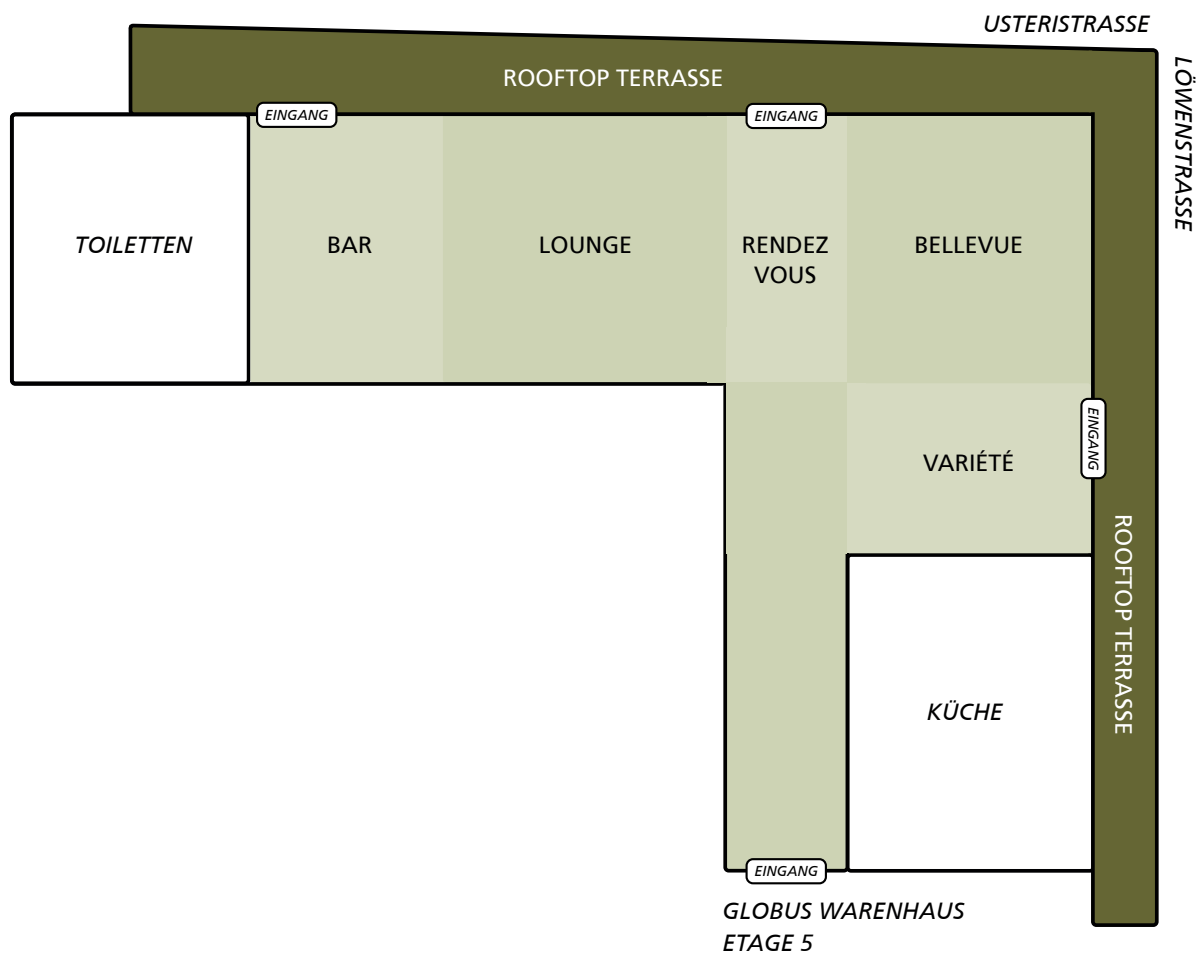 USTERISTRASSE
LÖWENSTRASSE
ROOFTOP TERRASSE
EINGANG
EINGANG
TOILETTEN
BAR
LOUNGE
RENDEZ
VOUS
BELLEVUE
EINGANG
VARIÉTÉ
ROOFTOP TERRASSE
KÜCHE
EINGANG
GLOBUS WARENHAUS
ETAGE 5